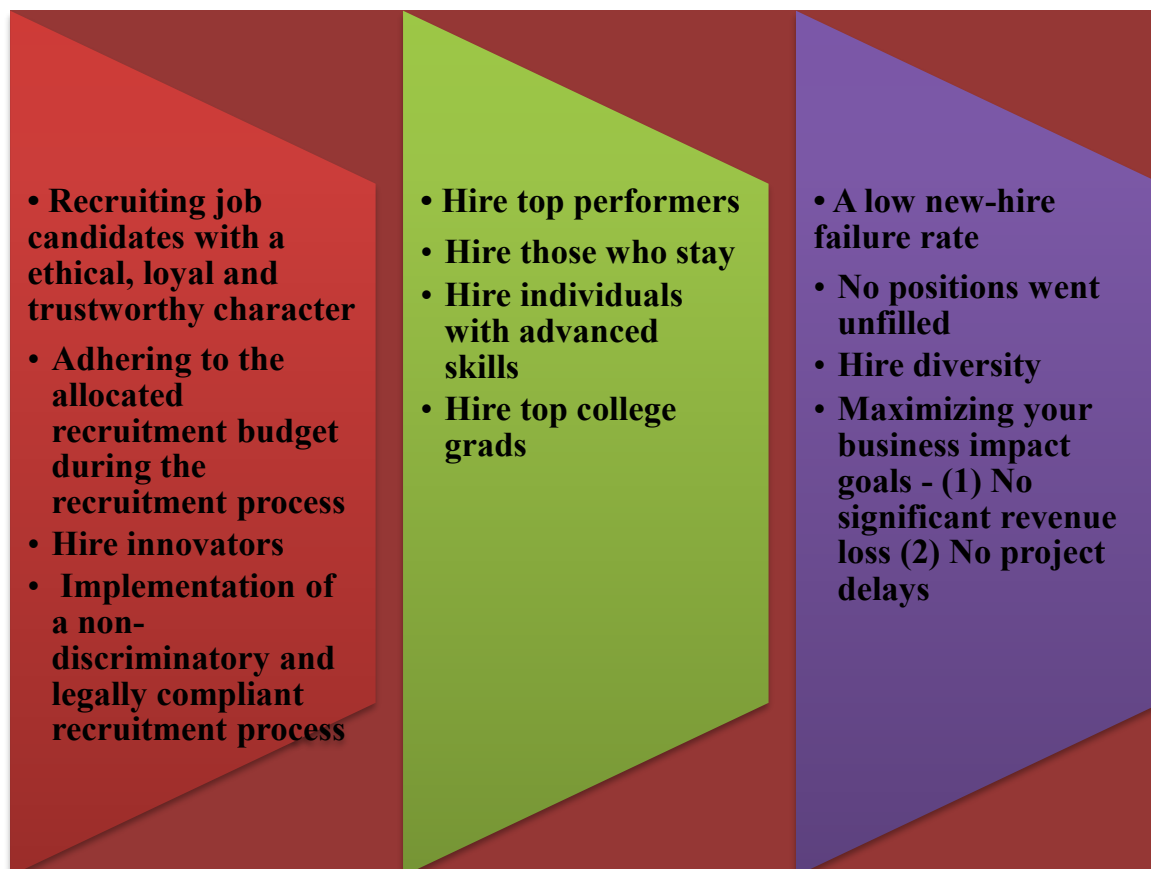 • Recruiting job
candidates with a
ethical, loyal and
trustworthy character
• Adhering to the
allocated
recruitment budget
during the
recruitment process
• Hire innovators
• Implementation of
a non-
discriminatory and
legally compliant
recruitment process
• Hire top performers
• Hire those who stay
• Hire individuals
with advanced
skills
• Hire top college
grads
• A low new-hire
failure rate
• No positions went
unfilled
• Hire diversity
• Maximizing your
business impact
goals - (1) No
significant revenue
loss (2) No project
delays